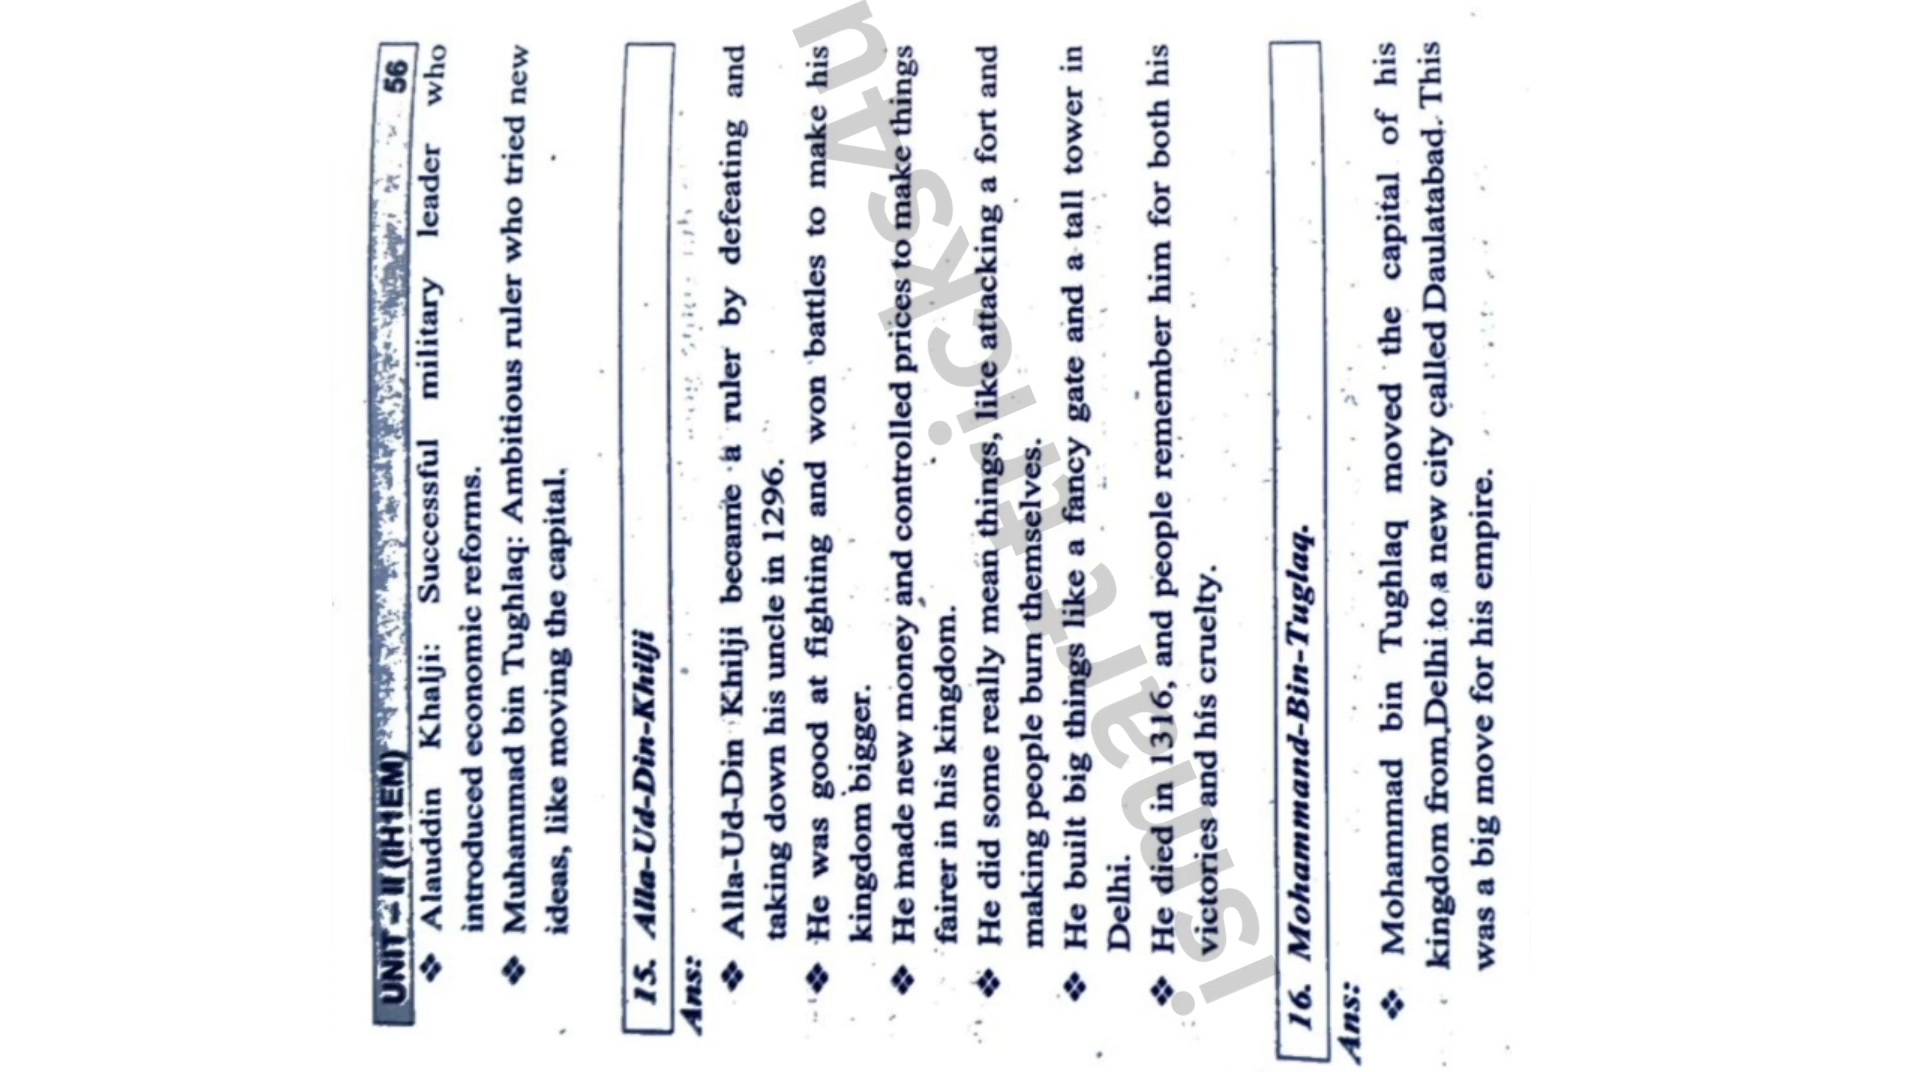 UNIT – II (IH1EM) 56
❖ Alauddin Khalji: Successful military leader who
introduced economic reforms.
❖ Muhammad bin Tughlaq: Ambitious ruler who tried new
ideas, like moving the capital.
15. Alla-Ud-Din-Khilji
Ans:
❖ Alla-Ud-Din Khilji became a ruler by defeating and
taking down his uncle in 1296.
❖ He was good at fighting and won battles to make his
kingdom bigger.
❖ He made new money and controlled prices to make things
fairer in his kingdom.
❖ He did some really mean things, like attacking a fort and
making people burn themselves.
❖ He built big things like a fancy gate and a tall tower in
Delhi.
❖ He died in 1316, and people remember him for both his
victories and his cruelty.
16. Mohammand-Bin-Tuglaq.
Ans:
❖ Mohammad bin Tughlaq moved the capital of his
kingdom from Delhi to a new city called Daulatabad. This
was a big move for his empire.